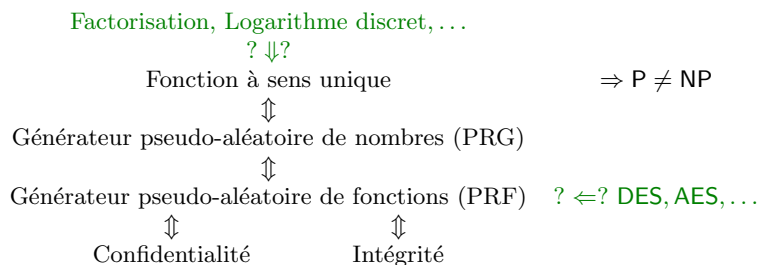 Factorisation, Logarithme discret, …
? ⇓?
Fonction à sens unique ⇒ P ≠ NP
⇕
Générateur pseudo-aléatoire de nombres (PRG)
⇕
Générateur pseudo-aléatoire de fonctions (PRF) ? ⇐? DES, AES, …
⇕ ⇕
Confidentialité Intégrité